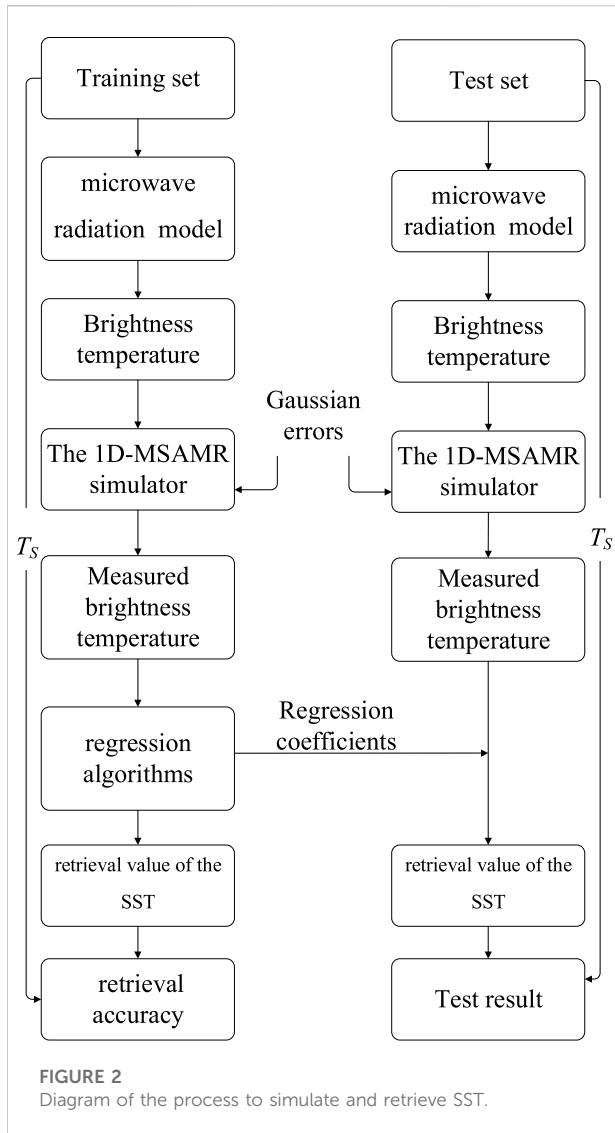 Training set
microwave
radiation model
Brightness
temperature
The 1D-MSAMR
simulator
Measured
brightness
temperature
regression
algorithms
retrieval value of the
SST
retrieval
accuracy
T_S
Gaussian
errors
Regression
coefficients
Test set
microwave
radiation model
Brightness
temperature
The 1D-MSAMR
simulator
Measured
brightness
temperature
retrieval value of the
SST
Test result
T_S
FIGURE 2
Diagram of the process to simulate and retrieve SST.